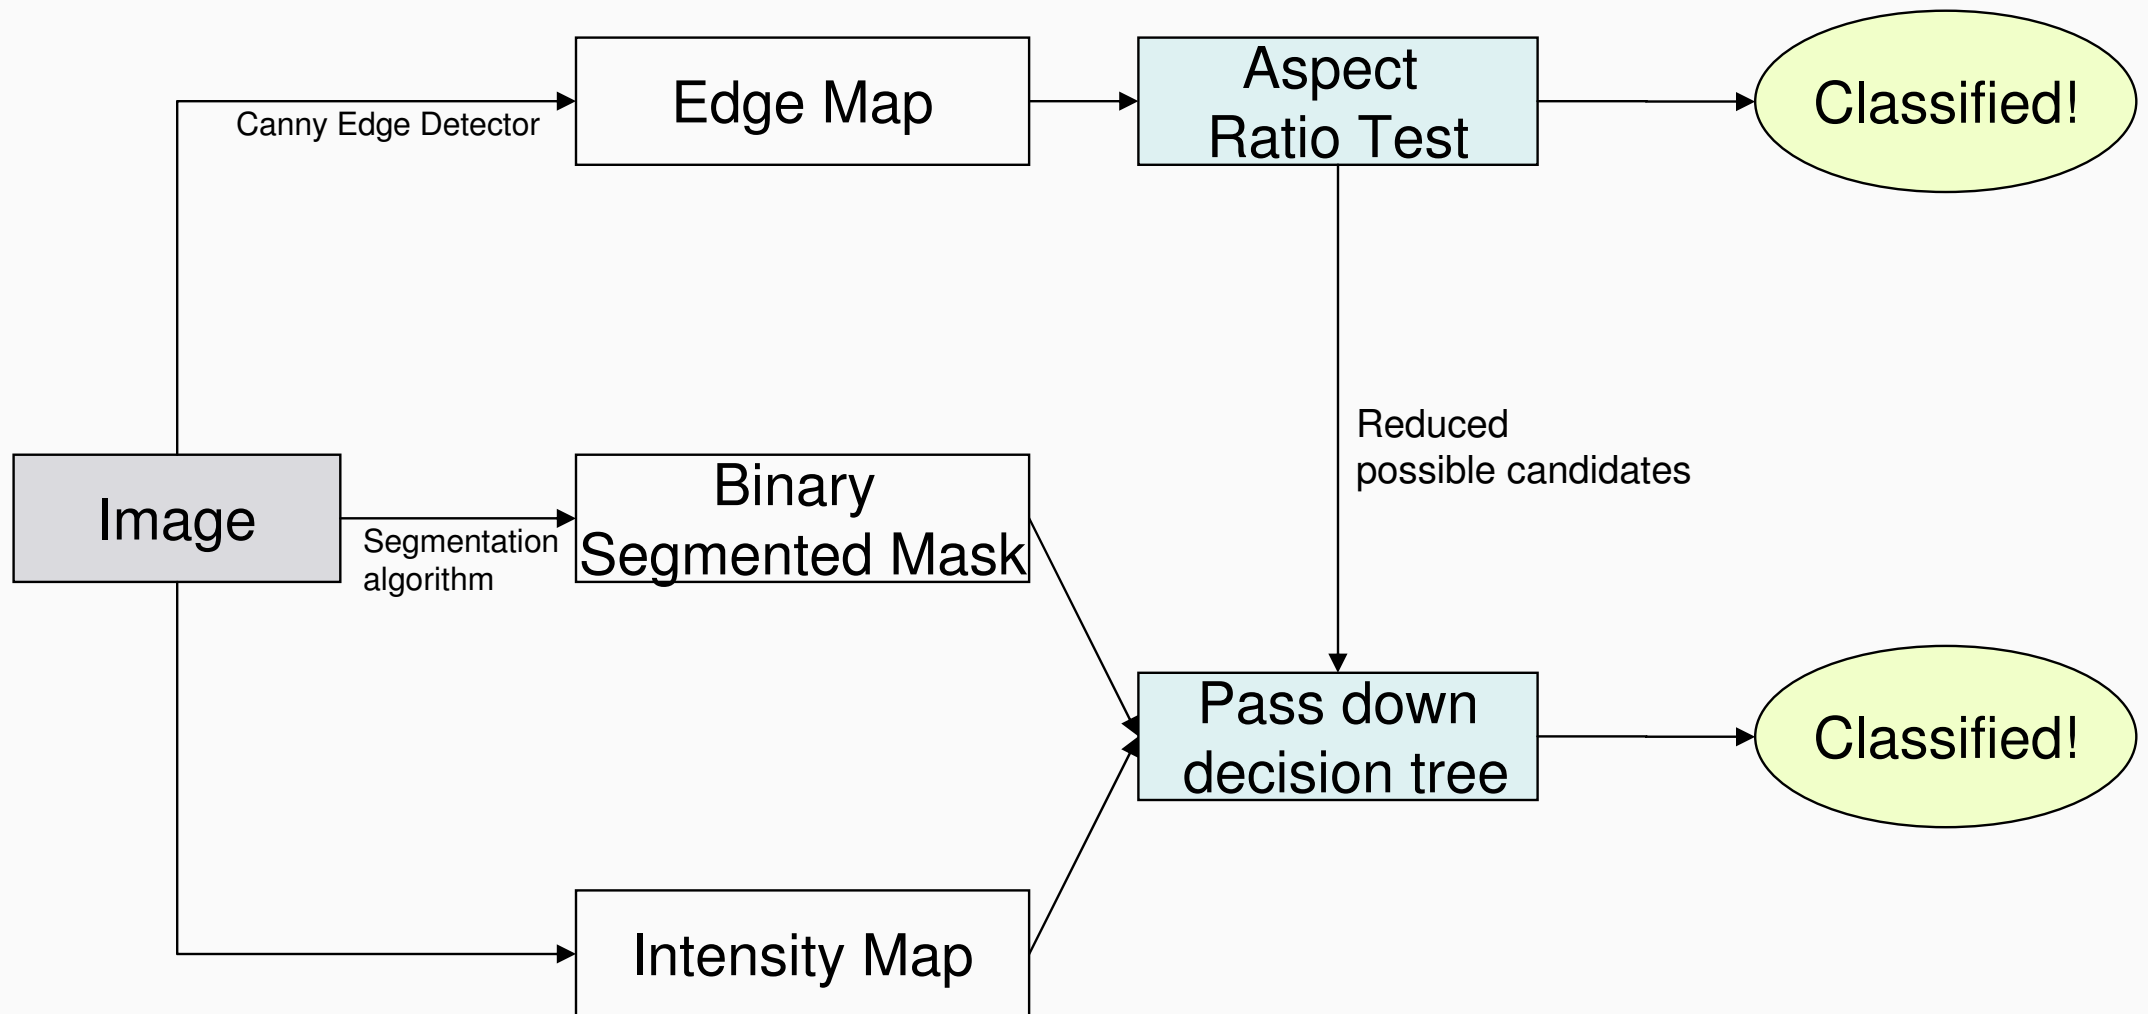 Edge Map
Aspect
Ratio Test
Classified!
Canny Edge Detector
Reduced
possible candidates
Image
Binary
Segmented Mask
Segmentation
algorithm
Pass down
decision tree
Classified!
Intensity Map